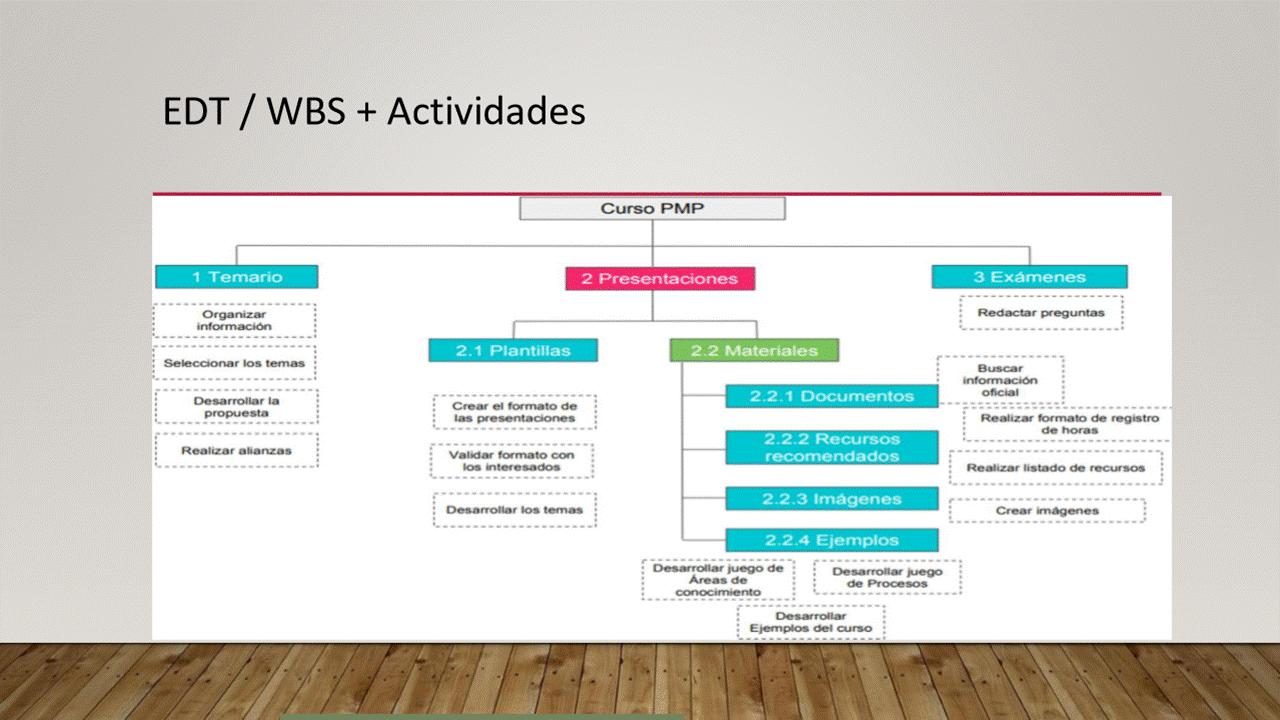 EDT / WBS + Actividades
Curso PMP
1 Temario
2 Presentaciones
3 Exámenes
Organizar
información
Seleccionar los temas
Desarrollar la
propuesta
Realizar alianzas
2.1 Plantillas
Crear el formato de
las presentaciones
Validar formato con
los interesados
Desarrollar los temas
2.2 Materiales
2.2.1 Documentos
2.2.2 Recursos
recomendados
2.2.3 Imágenes
2.2.4 Ejemplos
Redactar preguntas
Buscar
información
oficial
Realizar formato de registro
de horas
Realizar listado de recursos
Crear imágenes
Desarrollar juego de
Áreas de
conocimiento
Desarrollar juego
de Procesos
Desarrollar
Ejemplos del curso